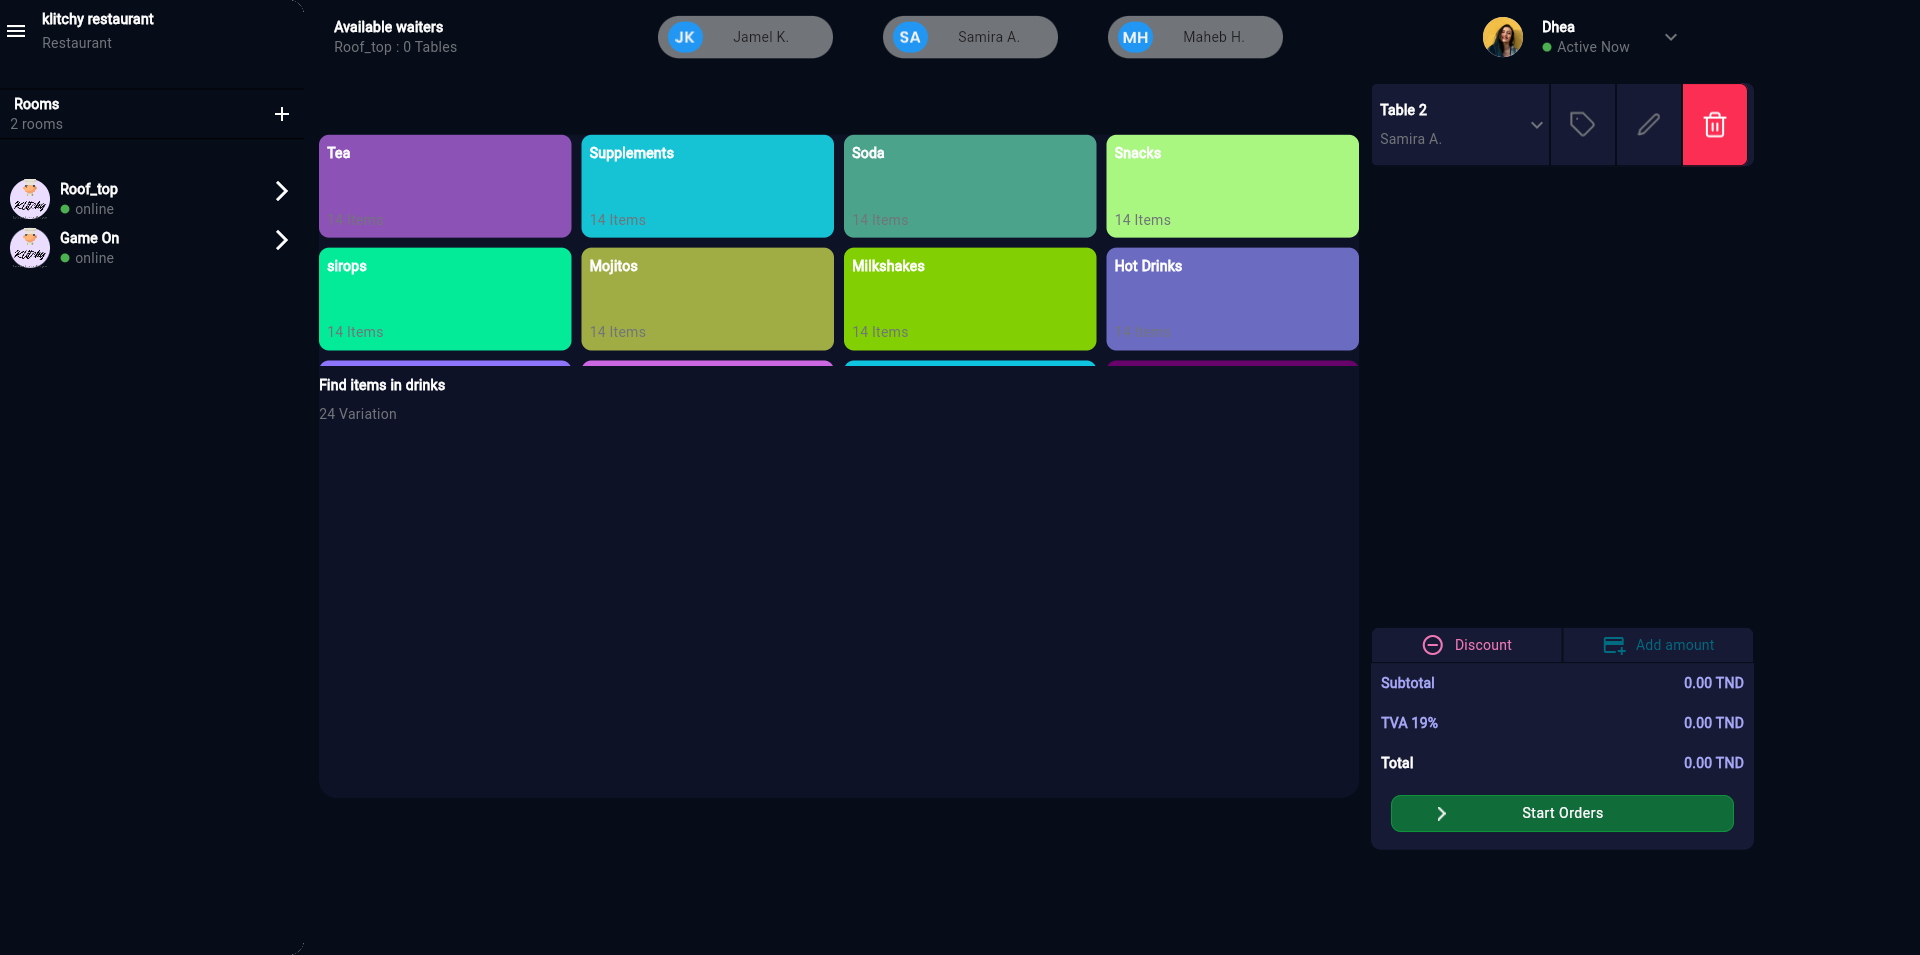 klitchy restaurant
Restaurant
Rooms
2 rooms
Roof_top
online
Game On
online
Available waiters
Roof_top : 0 Tables
JK Jamel K.
SA Samira A.
MH Maheb H.
Dhea
Active Now
Tea
14 Items
Supplements
14 Items
Soda
14 Items
Snacks
14 Items
sirops
14 Items
Mojitos
14 Items
Milkshakes
14 Items
Hot Drinks
14 Items
Find items in drinks
24 Variation
Table 2
Samira A.
Discount
Add amount
Subtotal 0.00 TND
TVA 19% 0.00 TND
Total 0.00 TND
Start Orders